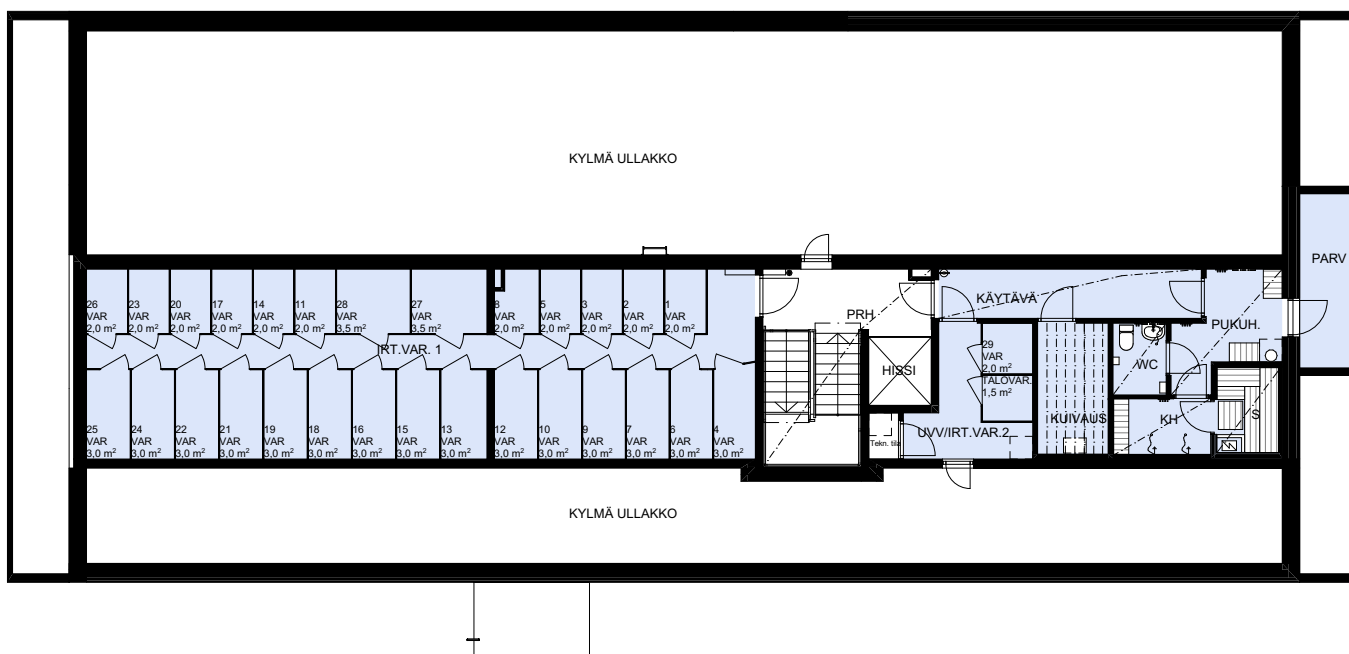 KYLMÄ ULLAKKO
PARV
26
VAR
2,0 m²
23
VAR
2,0 m²
20
VAR
2,0 m²
17
VAR
2,0 m²
14
VAR
2,0 m²
11
VAR
2,0 m²
28
VAR
3,5 m²
27
VAR
3,5 m²
8
VAR
2,0 m²
5
VAR
2,0 m²
3
VAR
2,0 m²
2
VAR
2,0 m²
1
VAR
2,0 m²
IRT.VAR. 1
PRH
KÄYTÄVÄ
PUKUH.
HISSI
29
VAR
2,0 m²
TALOVAR.
1,5 m²
WC
25
VAR
3,0 m²
24
VAR
3,0 m²
22
VAR
3,0 m²
21
VAR
3,0 m²
19
VAR
3,0 m²
18
VAR
3,0 m²
16
VAR
3,0 m²
15
VAR
3,0 m²
13
VAR
3,0 m²
12
VAR
3,0 m²
10
VAR
3,0 m²
9
VAR
3,0 m²
7
VAR
3,0 m²
6
VAR
3,0 m²
4
VAR
3,0 m²
Tekn. tila
UVV/IRT.VAR.2
KUIVAUS
KH
S
KYLMÄ ULLAKKO